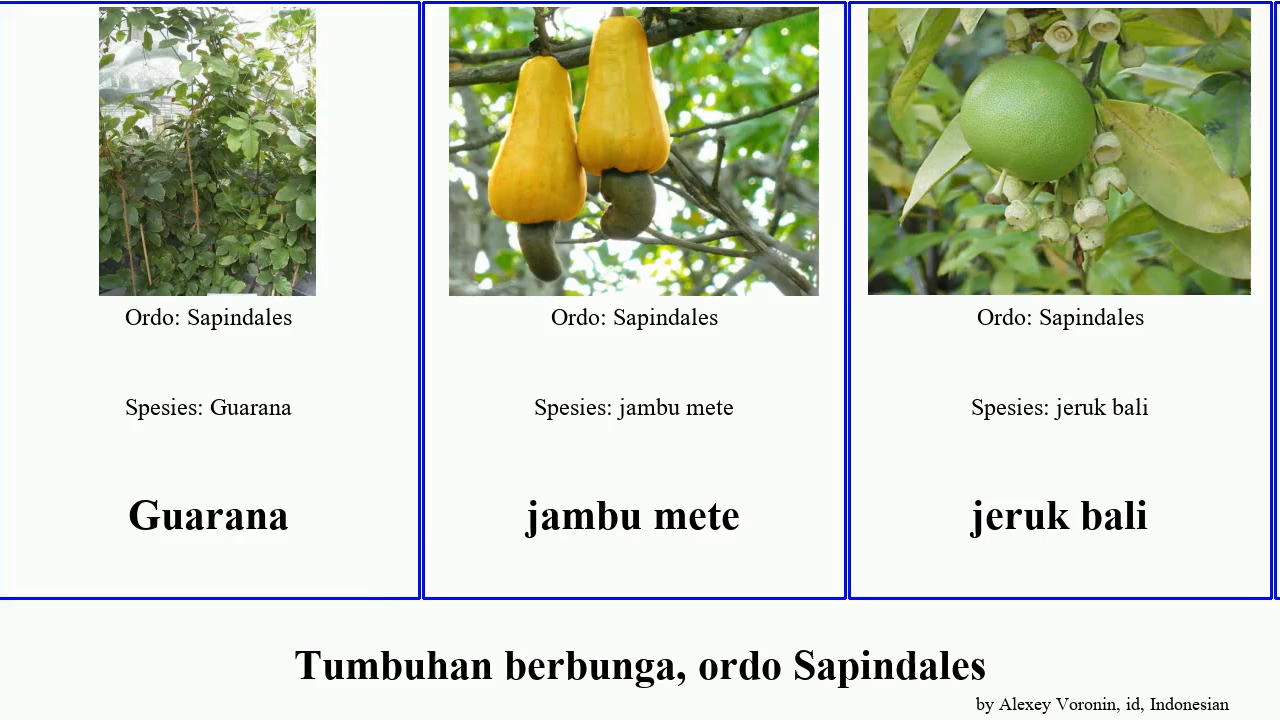 Ordo: Sapindales
Spesies: Guarana
Guarana
Ordo: Sapindales
Spesies: jambu mete
jambu mete
Ordo: Sapindales
Spesies: jeruk bali
jeruk bali
Tumbuhan berbunga, ordo Sapindales
by Alexey Voronin, id, Indonesian